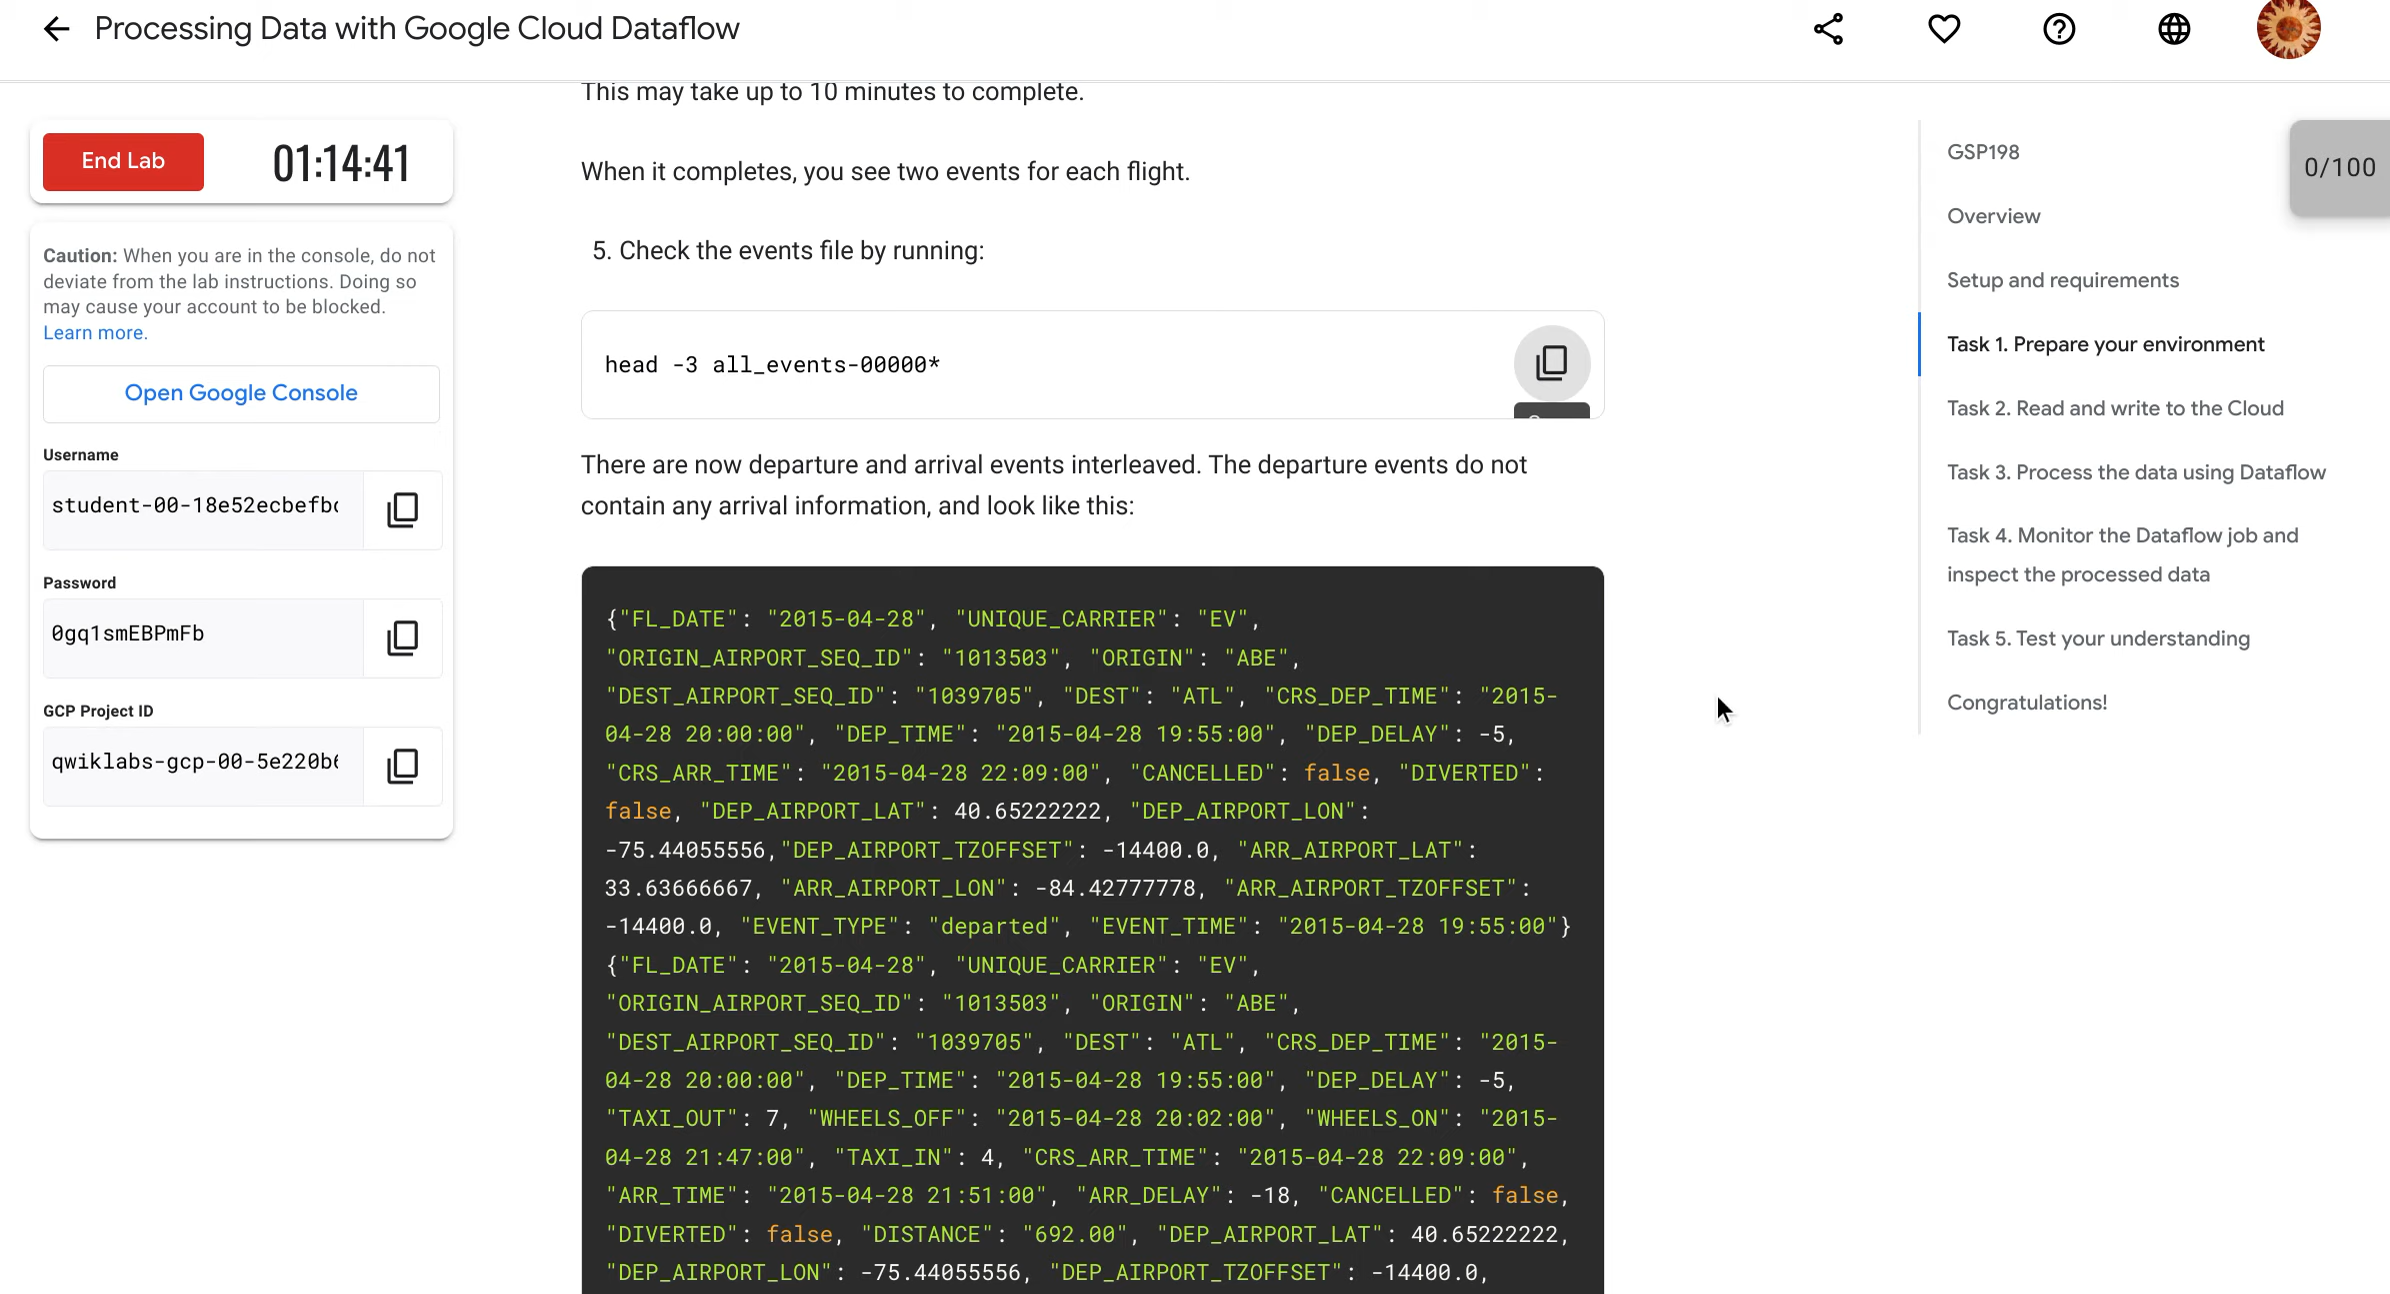 Processing Data with Google Cloud Dataflow
End Lab
01:14:41
Caution: When you are in the console, do not
deviate from the lab instructions. Doing so
may cause your account to be blocked.
Learn more.
Open Google Console
Username
student-00-18e52ecbefb
Password
0gq1smEBPmFb
GCP Project ID
qwiklabs-gcp-00-5e220b
This may take up to 10 minutes to complete.
When it completes, you see two events for each flight.
5. Check the events file by running:
head -3 all_events-00000*
There are now departure and arrival events interleaved. The departure events do not
contain any arrival information, and look like this:
{"FL_DATE": "2015-04-28", "UNIQUE_CARRIER": "EV",
"ORIGIN_AIRPORT_SEQ_ID": "1013503", "ORIGIN": "ABE",
"DEST_AIRPORT_SEQ_ID": "1039705", "DEST": "ATL", "CRS_DEP_TIME": "2015-
04-28 20:00:00", "DEP_TIME": "2015-04-28 19:55:00", "DEP_DELAY": -5,
"CRS_ARR_TIME": "2015-04-28 22:09:00", "CANCELLED": false, "DIVERTED":
false, "DEP_AIRPORT_LAT": 40.65222222, "DEP_AIRPORT_LON":
-75.44055556,"DEP_AIRPORT_TZOFFSET": -14400.0, "ARR_AIRPORT_LAT":
33.63666667, "ARR_AIRPORT_LON": -84.42777778, "ARR_AIRPORT_TZOFFSET":
-14400.0, "EVENT_TYPE": "departed", "EVENT_TIME": "2015-04-28 19:55:00"}
{"FL_DATE": "2015-04-28", "UNIQUE_CARRIER": "EV",
"ORIGIN_AIRPORT_SEQ_ID": "1013503", "ORIGIN": "ABE",
"DEST_AIRPORT_SEQ_ID": "1039705", "DEST": "ATL", "CRS_DEP_TIME": "2015-
04-28 20:00:00", "DEP_TIME": "2015-04-28 19:55:00", "DEP_DELAY": -5,
"TAXI_OUT": 7, "WHEELS_OFF": "2015-04-28 20:02:00", "WHEELS_ON": "2015-
04-28 21:47:00", "TAXI_IN": 4, "CRS_ARR_TIME": "2015-04-28 22:09:00",
"ARR_TIME": "2015-04-28 21:51:00", "ARR_DELAY": -18, "CANCELLED": false,
"DIVERTED": false, "DISTANCE": "692.00", "DEP_AIRPORT_LAT": 40.65222222,
"DEP_AIRPORT_LON": -75.44055556, "DEP_AIRPORT_TZOFFSET": -14400.0,
GSP198
Overview
Setup and requirements
Task 1. Prepare your environment
Task 2. Read and write to the Cloud
Task 3. Process the data using Dataflow
Task 4. Monitor the Dataflow job and
inspect the processed data
Task 5. Test your understanding
Congratulations!
0/100